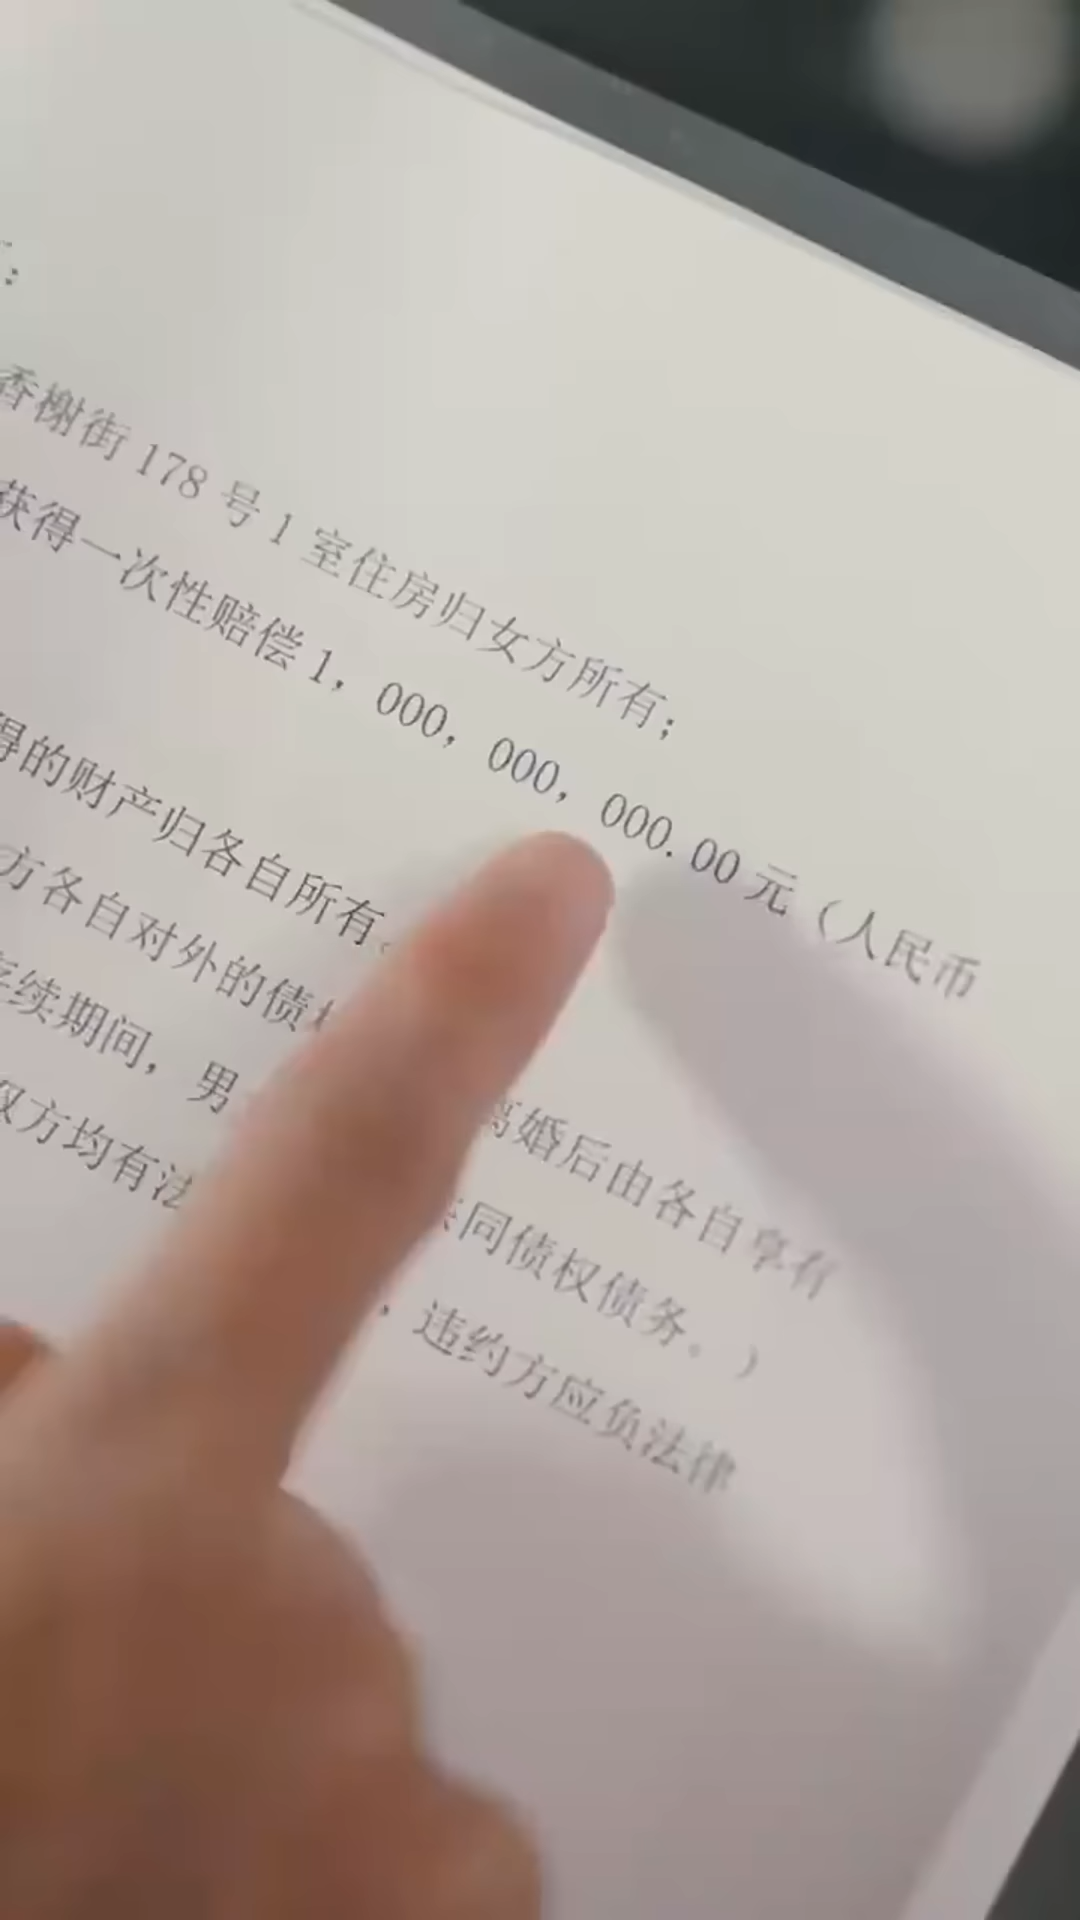 香榭街 178 号 1 室住房归女方所有；
获得一次性赔偿 1，000，000，000.00 元（人民币
得的财产归各自所有。
方各自对外的债 离婚后由各自享有
存续期间，男 共同债权债务。）
双方均有法 ，违约方应负法律